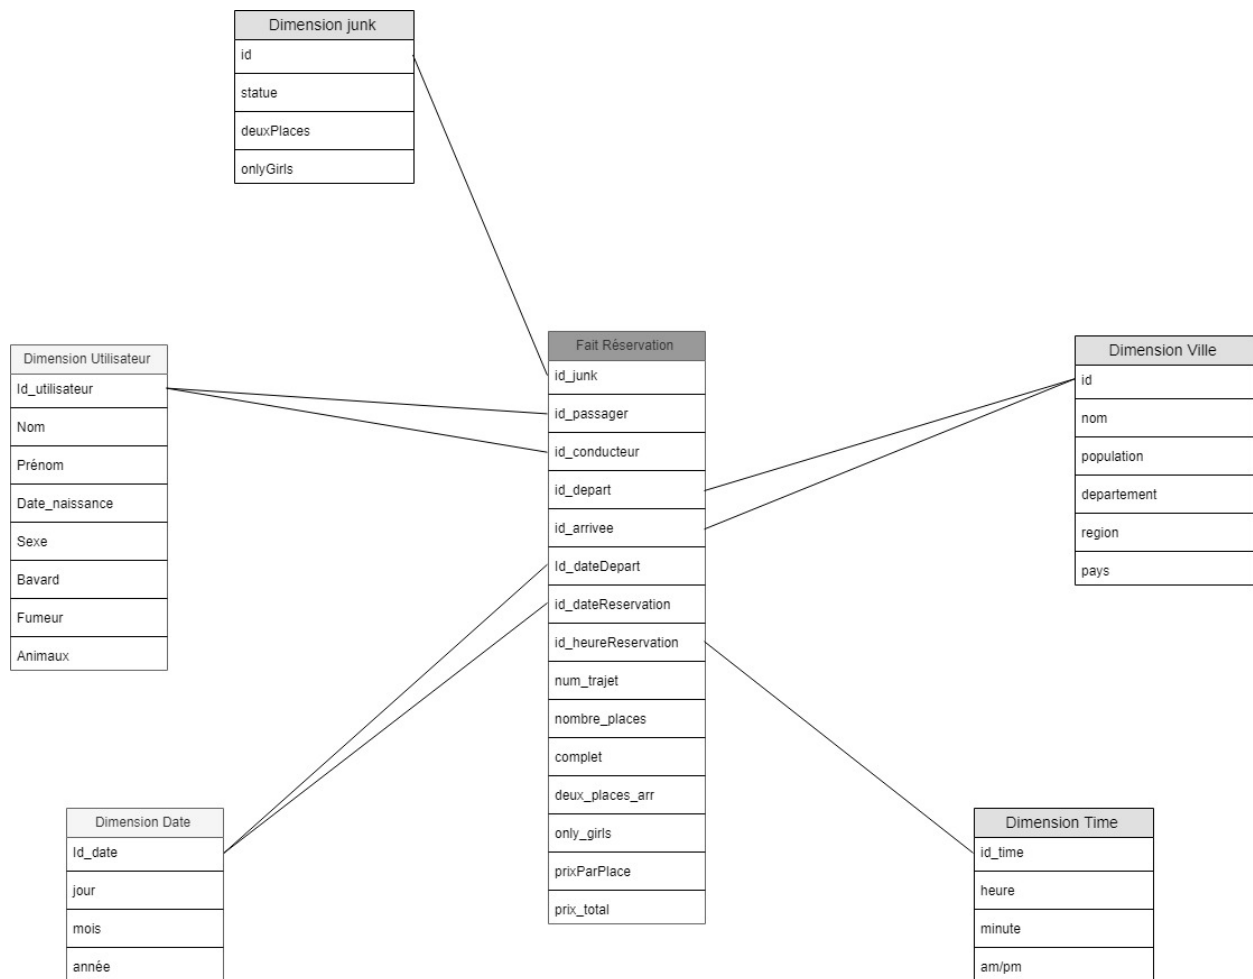 Dimension junk
id
statue
deuxPlaces
onlyGirls
Dimension Utilisateur
Id_utilisateur
Nom
Prénom
Date_naissance
Sexe
Bavard
Fumeur
Animaux
Fait Réservation
id_junk
id_passager
id_conducteur
id_depart
id_arrivee
Id_dateDepart
id_dateReservation
id_heureReservation
num_trajet
nombre_places
complet
deux_places_arr
only_girls
prixParPlace
prix_total
Dimension Ville
id
nom
population
departement
region
pays
Dimension Date
Id_date
jour
mois
année
Dimension Time
id_time
heure
minute
am/pm